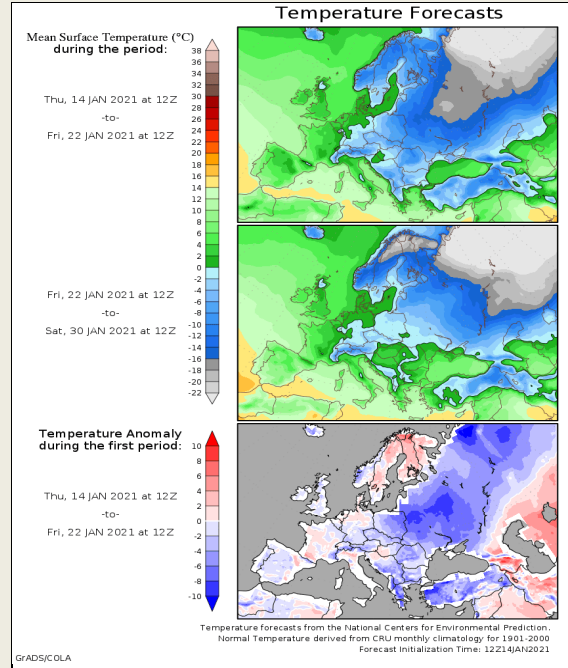 Temperature Forecasts
Mean Surface Temperature (°C)
during the period:
38
36
34
32
30
28
26
24
22
20
18
16
14
12
10
8
6
4
2
0
-2
-4
-6
-8
-10
-12
-14
-16
-18
-20
-22
Thu, 14 JAN 2021 at 12Z
-to-
Fri, 22 JAN 2021 at 12Z
Fri, 22 JAN 2021 at 12Z
-to-
Sat, 30 JAN 2021 at 12Z
Temperature Anomaly
during the first period:
10
8
6
4
2
0
-2
-4
-6
-8
-10
Thu, 14 JAN 2021 at 12Z
-to-
Fri, 22 JAN 2021 at 12Z
Temperature forecasts from the National Centers for Environmental Prediction.
Normal Temperature derived from CRU monthly climatology for 1901-2000
Forecast Initialization Time: 12Z14JAN2021
GrADS/COLA